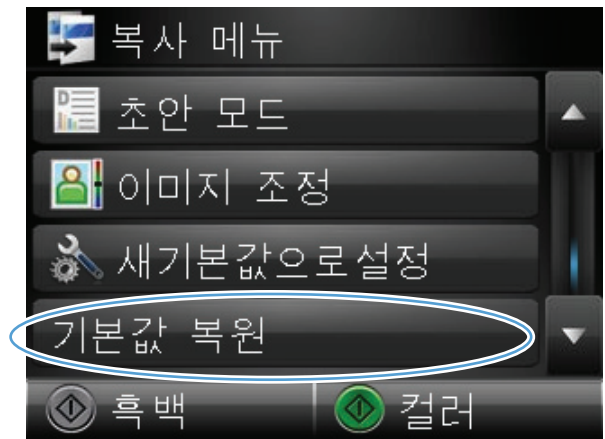 복사 메뉴
초안 모드
이미지 조정
새기본값으로설정
기본값 복원
흑백 컬러